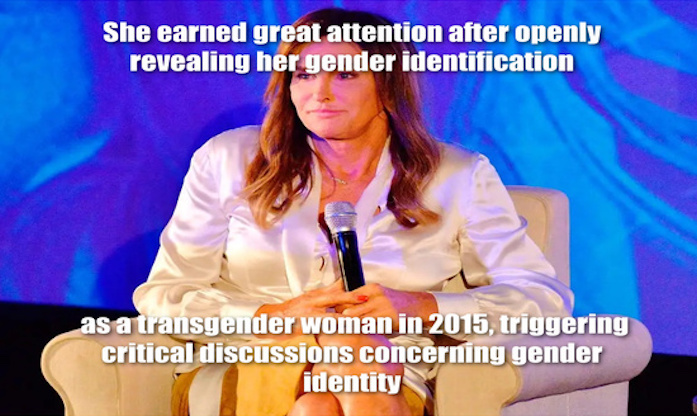 She earned great attention after openly
revealing her gender identification
as a transgender woman in 2015, triggering
critical discussions concerning gender
identity